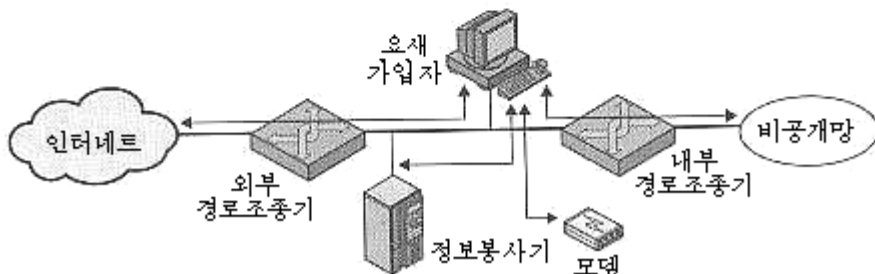 요새
가입자
인터네트
비공개망
외부
경로조종기
내부
경로조종기
정보봉사기
모뎀